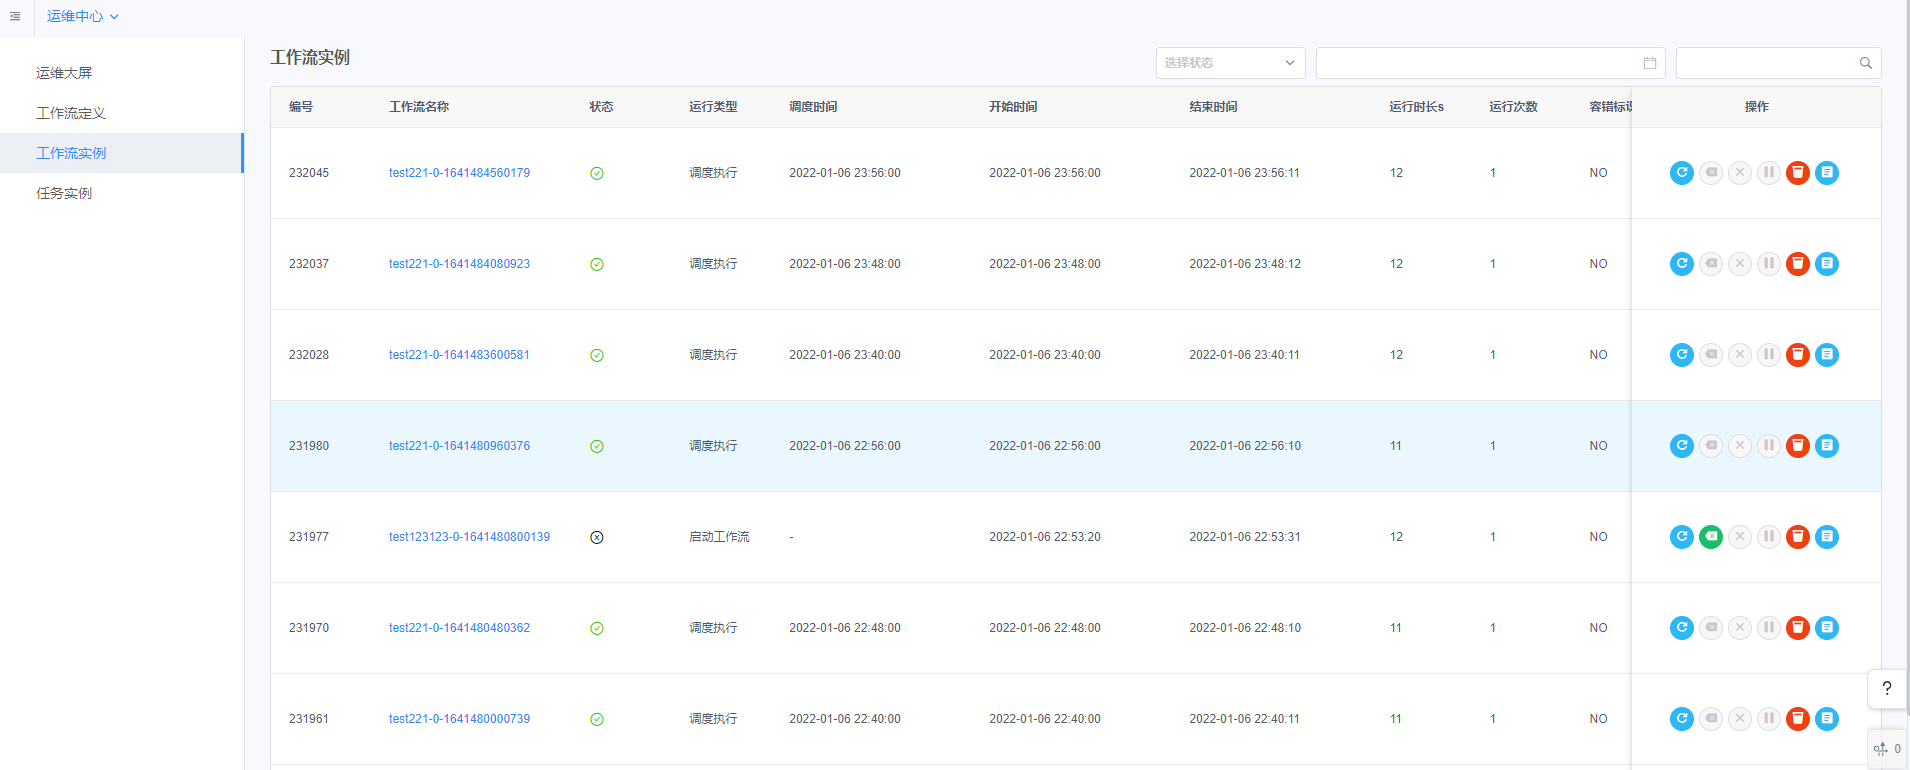 运维中心
运维大屏
工作流定义
工作流实例
任务实例
工作流实例
选择状态
编号 工作流名称 状态 运行类型 调度时间 开始时间 结束时间 运行时长s 运行次数 容错标识 操作
232045 test221-0-1641484560179 调度执行 2022-01-06 23:56:00 2022-01-06 23:56:00 2022-01-06 23:56:11 12 1 NO
232037 test221-0-1641484080923 调度执行 2022-01-06 23:48:00 2022-01-06 23:48:00 2022-01-06 23:48:12 12 1 NO
232028 test221-0-1641483600581 调度执行 2022-01-06 23:40:00 2022-01-06 23:40:00 2022-01-06 23:40:11 12 1 NO
231980 test221-0-1641480960376 调度执行 2022-01-06 22:56:00 2022-01-06 22:56:00 2022-01-06 22:56:10 11 1 NO
231977 test123123-0-1641480800139 启动工作流 - 2022-01-06 22:53:20 2022-01-06 22:53:31 12 1 NO
231970 test221-0-1641480480362 调度执行 2022-01-06 22:48:00 2022-01-06 22:48:00 2022-01-06 22:48:10 11 1 NO
231961 test221-0-1641480000739 调度执行 2022-01-06 22:40:00 2022-01-06 22:40:00 2022-01-06 22:40:11 11 1 NO
?
0